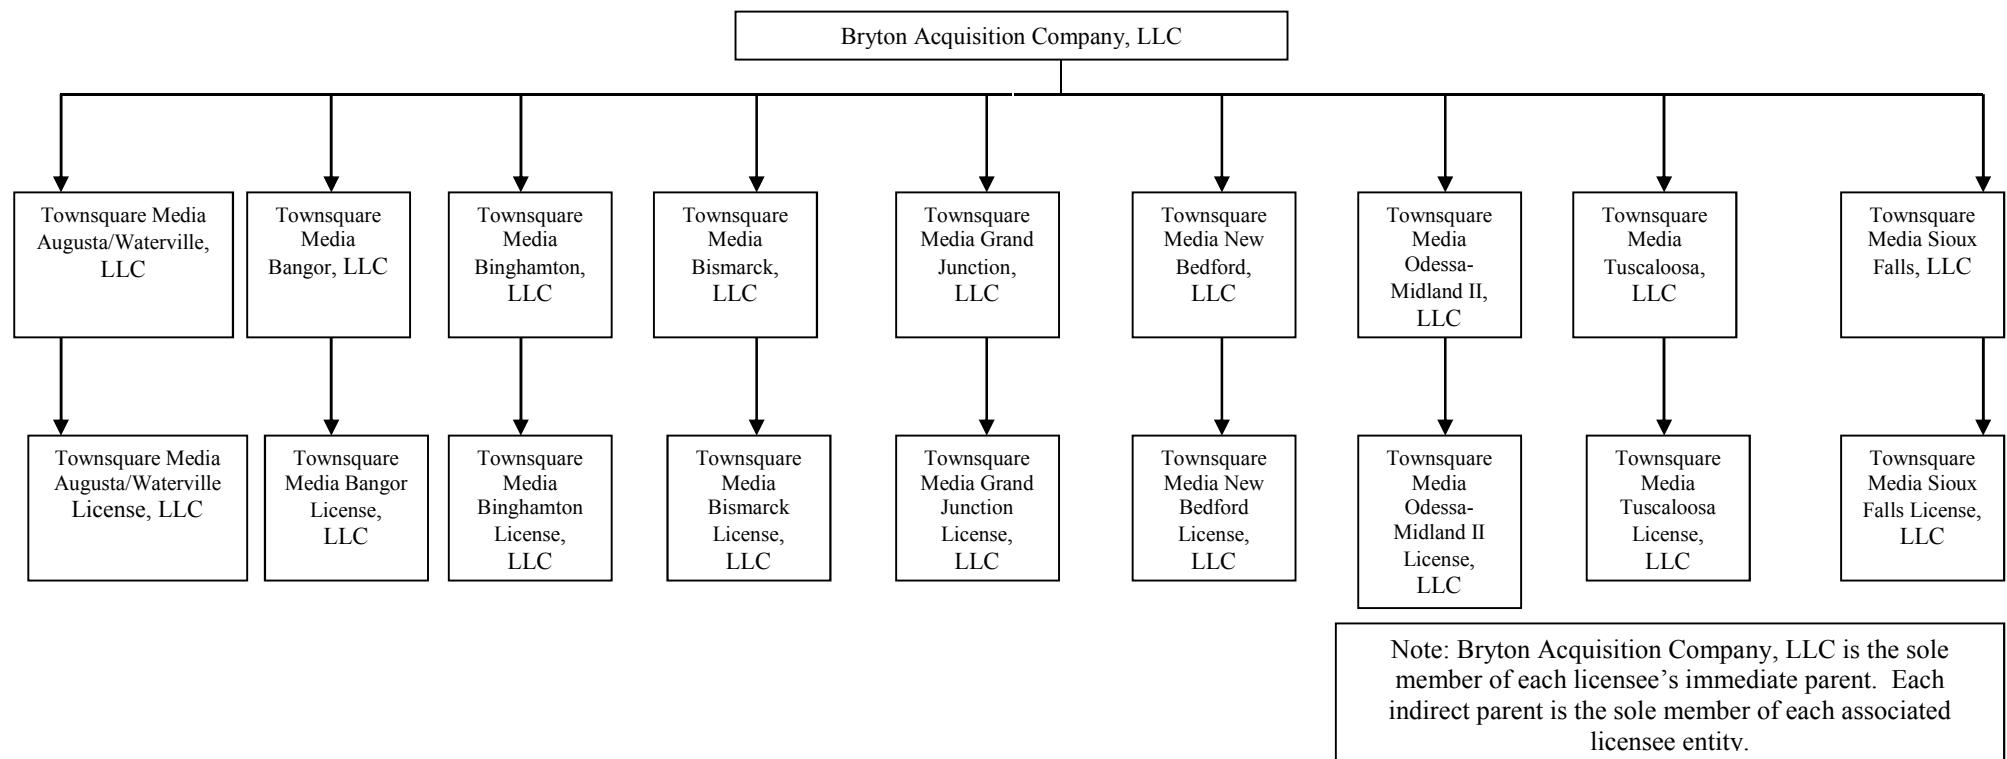 Bryton Acquisition Company, LLC
Townsquare Media
Augusta/Waterville,
LLC
Townsquare
Media
Bangor, LLC
Townsquare
Media
Binghamton,
LLC
Townsquare
Media
Bismarck,
LLC
Townsquare
Media Grand
Junction,
LLC
Townsquare
Media New
Bedford,
LLC
Townsquare
Media
Odessa-
Midland II,
LLC
Townsquare
Media
Tuscaloosa,
LLC
Townsquare
Media Sioux
Falls, LLC
Townsquare Media
Augusta/Waterville
License, LLC
Townsquare
Media Bangor
License,
LLC
Townsquare
Media
Binghamton
License,
LLC
Townsquare
Media
Bismarck
License,
LLC
Townsquare
Media Grand
Junction
License,
LLC
Townsquare
Media New
Bedford
License,
LLC
Townsquare
Media
Odessa-
Midland II
License,
LLC
Townsquare
Media
Tuscaloosa
License,
LLC
Townsquare
Media Sioux
Falls License,
LLC
Note: Bryton Acquisition Company, LLC is the sole
member of each licensee’s immediate parent.  Each
indirect parent is the sole member of each associated
licensee entity.